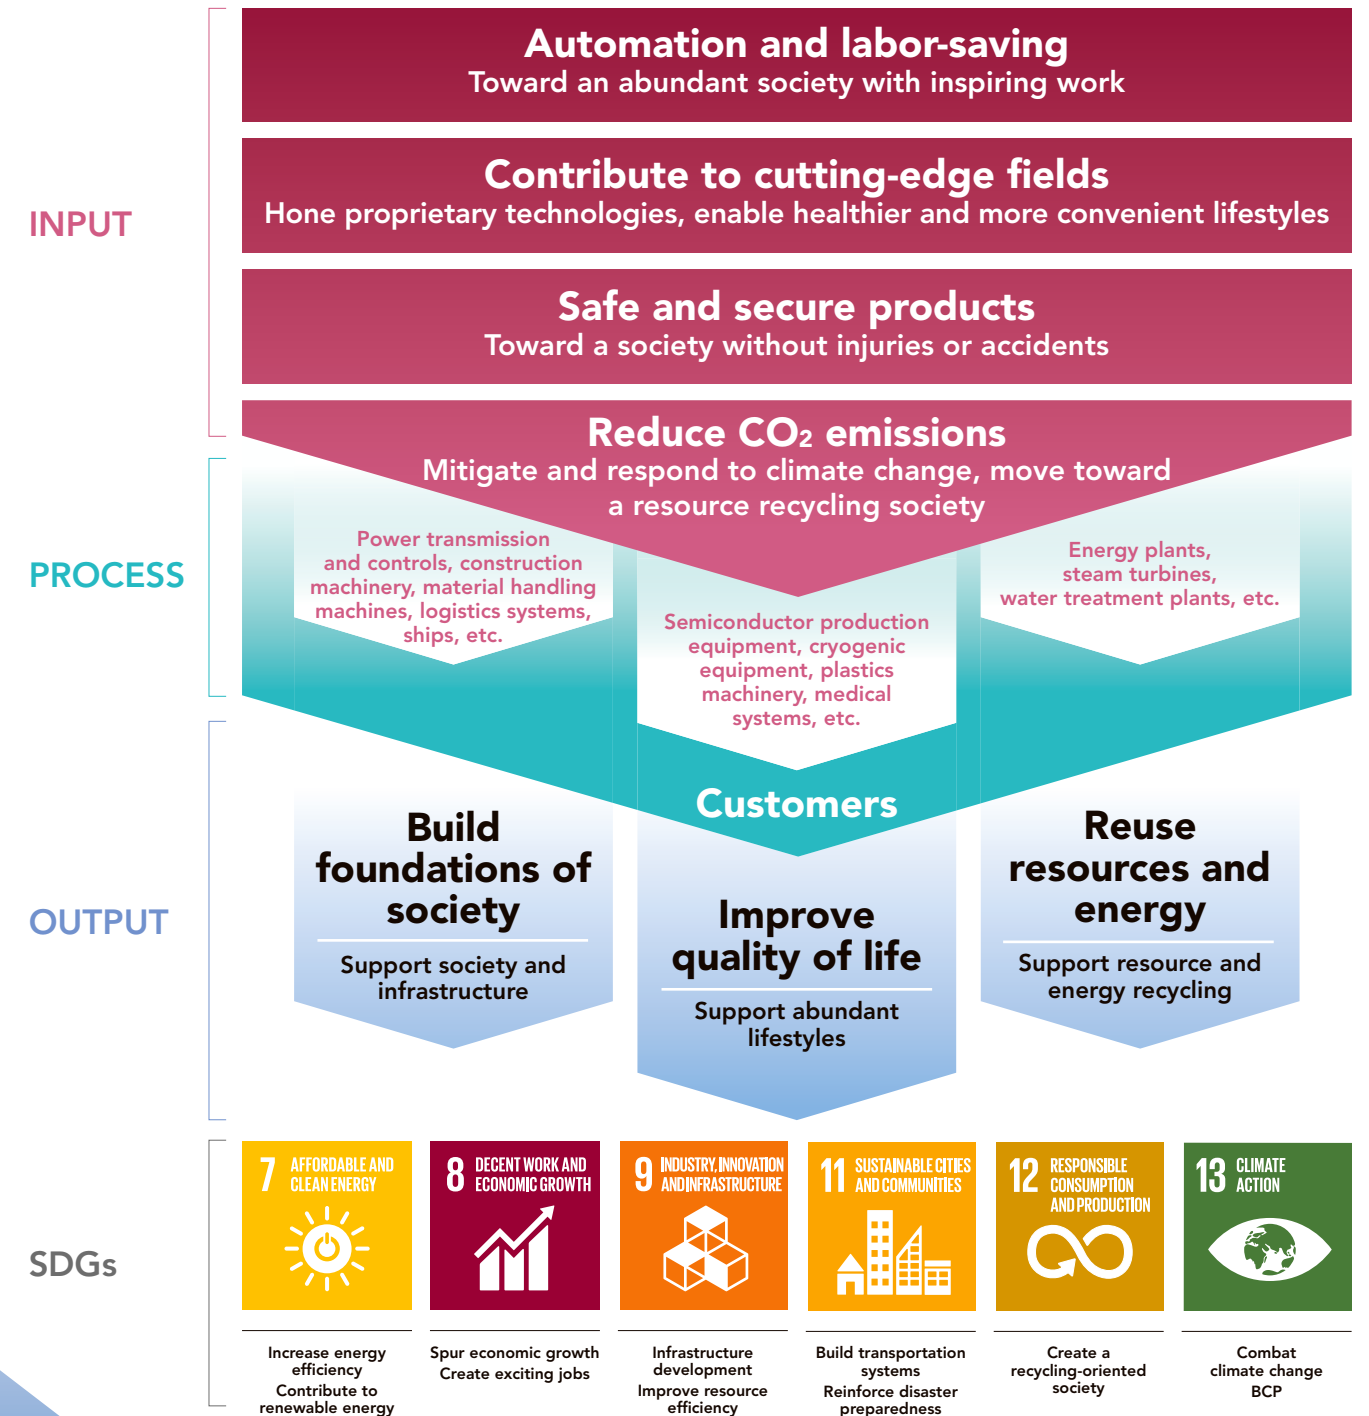 INPUT
Automation and labor-saving
Toward an abundant society with inspiring work
Contribute to cutting-edge fields
Hone proprietary technologies, enable healthier and more convenient lifestyles
Safe and secure products
Toward a society without injuries or accidents
Reduce CO₂ emissions
Mitigate and respond to climate change, move toward
a resource recycling society
PROCESS
Power transmission
and controls, construction
machinery, material handling
machines, logistics systems,
ships, etc.
Semiconductor production
equipment, cryogenic
equipment, plastics
machinery, medical
systems, etc.
Energy plants,
steam turbines,
water treatment plants, etc.
Customers
OUTPUT
Build
foundations of
society
Support society and
infrastructure
Improve
quality of life
Support abundant
lifestyles
Reuse
resources and
energy
Support resource and
energy recycling
SDGs
7 AFFORDABLE AND
CLEAN ENERGY
Increase energy
efficiency
Contribute to
renewable energy
8 DECENT WORK AND
ECONOMIC GROWTH
Spur economic growth
Create exciting jobs
9 INDUSTRY, INNOVATION
AND INFRASTRUCTURE
Infrastructure
development
Improve resource
efficiency
11 SUSTAINABLE CITIES
AND COMMUNITIES
Build transportation
systems
Reinforce disaster
preparedness
12 RESPONSIBLE
CONSUMPTION
AND PRODUCTION
Create a
recycling-oriented
society
13 CLIMATE
ACTION
Combat
climate change
BCP